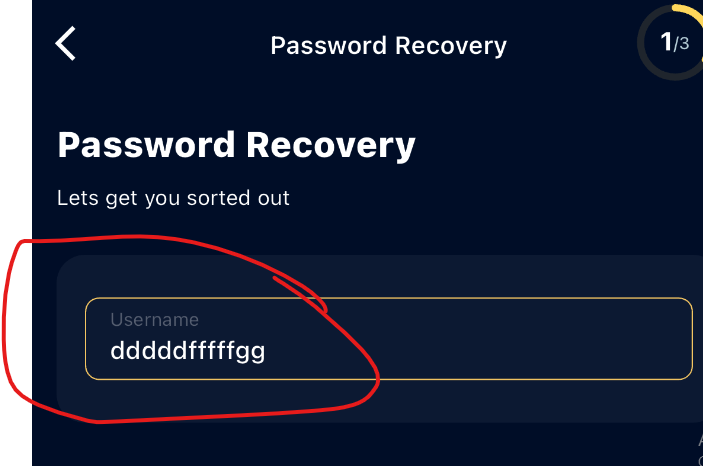 Password Recovery
1/3
Password Recovery
Lets get you sorted out
Username
dddddfffffgg